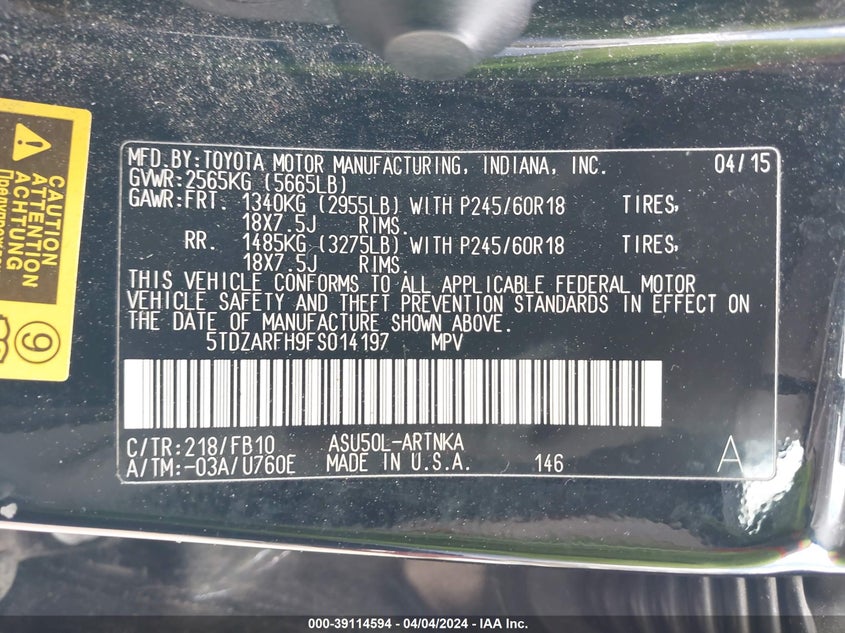 MFD.BY:TOYOTA MOTOR MANUFACTURING, INDIANA, INC. 04/15
GVWR:2565KG (5665LB)
GAWR:FRT. 1340KG (2955LB) WITH P245/60R18 TIRES,
18X7.5J RIMS.
RR. 1485KG (3275LB) WITH P245/60R18 TIRES,
18X7.5J RIMS.
THIS VEHICLE CONFORMS TO ALL APPLICABLE FEDERAL MOTOR
VEHICLE SAFETY AND THEFT PREVENTION STANDARDS IN EFFECT ON
THE DATE OF MANUFACTURE SHOWN ABOVE.
5TDZARFH9FS014197 MPV
C/TR:218/FB10 ASU50L-ARTNKA
A/TM:-03A/U760E MADE IN U.S.A. 146 A
CAUTION
ATTENTION
ACHTUNG
9
000-39114594 - 04/04/2024 - IAA Inc.